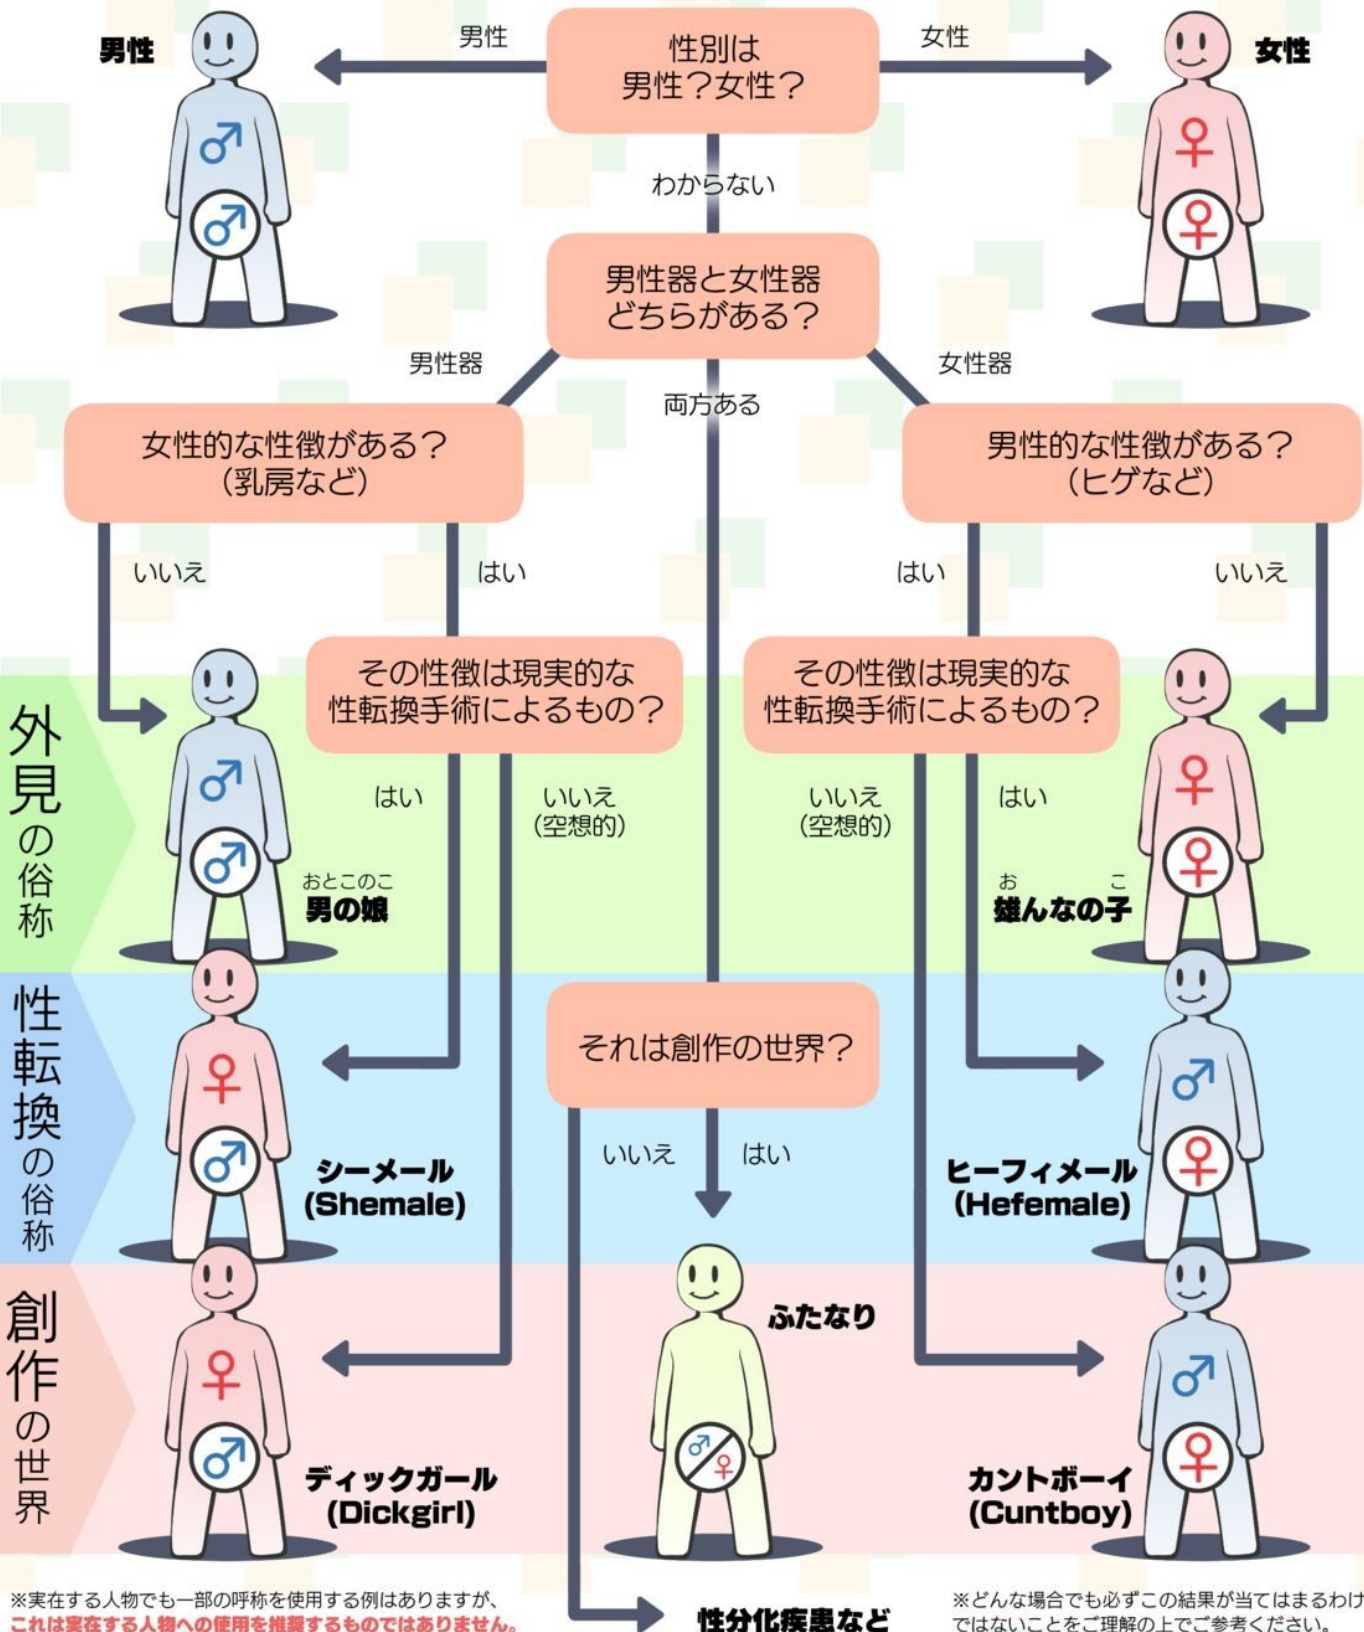 男性
男性
性別は
男性？女性？
女性
女性
わからない
男性器と女性器
どちらがある？
男性器
両方ある
女性器
女性的な性徴がある？
（乳房など）
男性的な性徴がある？
（ヒゲなど）
いいえ
はい
はい
いいえ
その性徴は現実的な
性転換手術によるもの？
その性徴は現実的な
性転換手術によるもの？
外見の俗称
はい
いいえ
（空想的）
いいえ
（空想的）
はい
おとこのこ
男の娘
お こ
雄んなの子
性転換の俗称
それは創作の世界？
いいえ
はい
シーメール
(Shemale)
ヒーフィメール
(Hefemale)
創作の世界
ふたなり
ディックガール
(Dickgirl)
カントボーイ
(Cuntboy)
※実在する人物でも一部の呼称を使用する例はありますが、
これは実在する人物への使用を推奨するものではありません。
性分化疾患など
※どんな場合でも必ずこの結果が当てはまるわけ
ではないことをご理解の上でご参考ください。